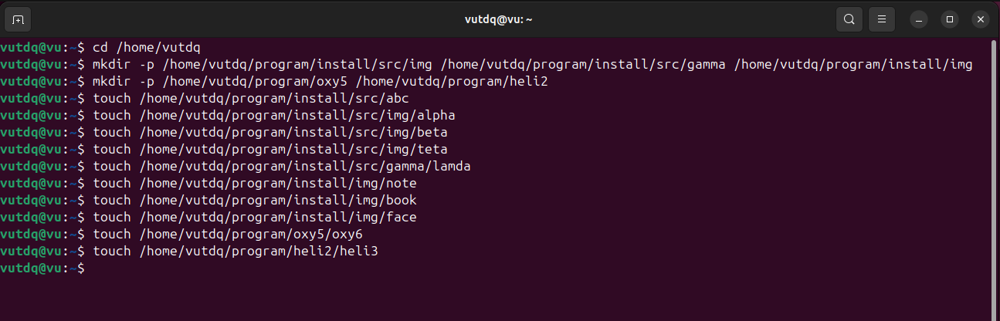 vutdq@vu: ~
vutdq@vu:~$ cd /home/vutdq
vutdq@vu:~$ mkdir -p /home/vutdq/program/install/src/img /home/vutdq/program/install/src/gamma /home/vutdq/program/install/img
vutdq@vu:~$ mkdir -p /home/vutdq/program/oxy5 /home/vutdq/program/heli2
vutdq@vu:~$ touch /home/vutdq/program/install/src/abc
vutdq@vu:~$ touch /home/vutdq/program/install/src/img/alpha
vutdq@vu:~$ touch /home/vutdq/program/install/src/img/beta
vutdq@vu:~$ touch /home/vutdq/program/install/src/img/teta
vutdq@vu:~$ touch /home/vutdq/program/install/src/gamma/lamda
vutdq@vu:~$ touch /home/vutdq/program/install/img/note
vutdq@vu:~$ touch /home/vutdq/program/install/img/book
vutdq@vu:~$ touch /home/vutdq/program/install/img/face
vutdq@vu:~$ touch /home/vutdq/program/oxy5/oxy6
vutdq@vu:~$ touch /home/vutdq/program/heli2/heli3
vutdq@vu:~$